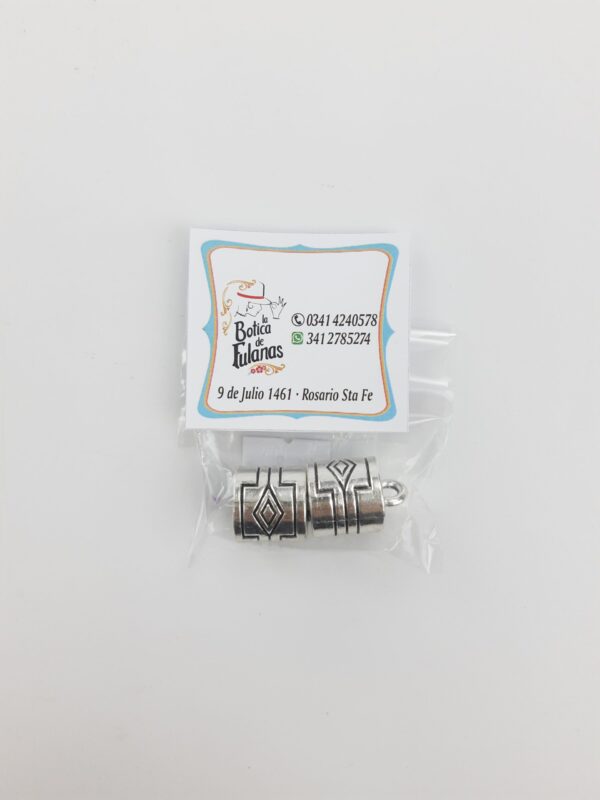 la
Botica
de
Fulanas
0341 4240578
341 2785274
9 de Julio 1461 · Rosario Sta Fe